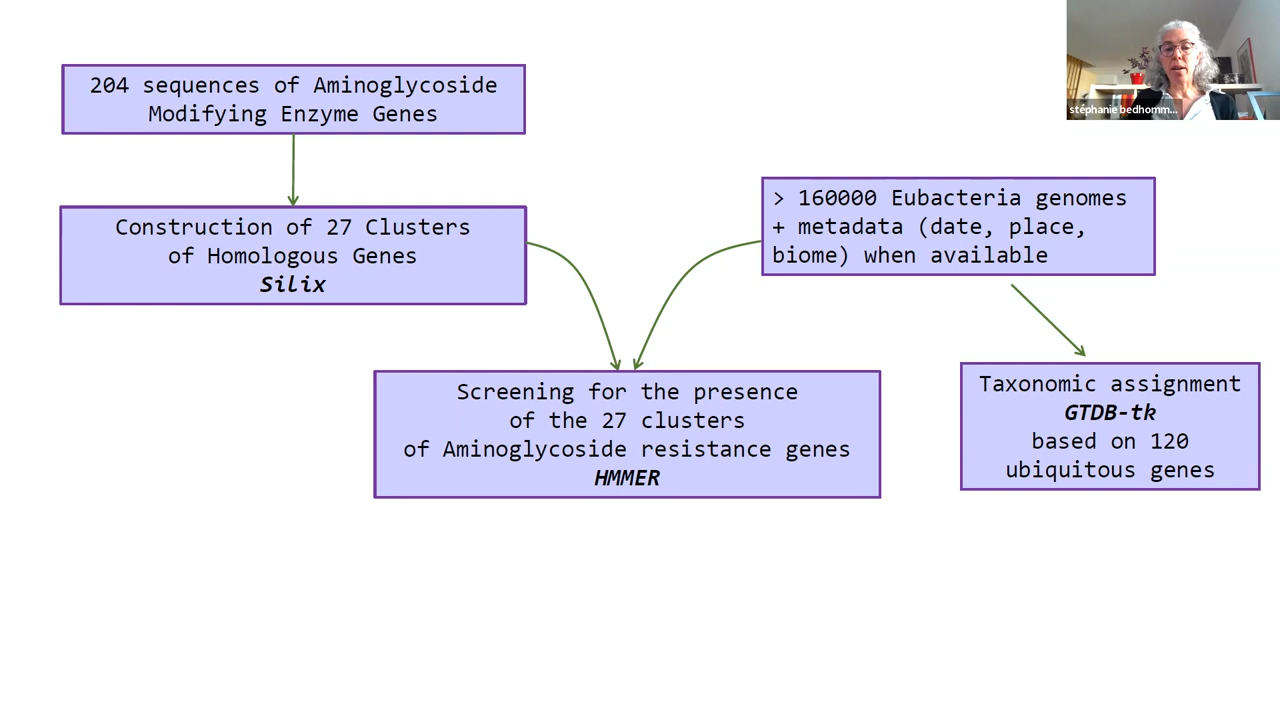 204 sequences of Aminoglycoside
Modifying Enzyme Genes
Construction of 27 Clusters
of Homologous Genes
Silix
> 160000 Eubacteria genomes
+ metadata (date, place,
biome) when available
Screening for the presence
of the 27 clusters
of Aminoglycoside resistance genes
HMMER
Taxonomic assignment
GTDB-tk
based on 120
ubiquitous genes
stéphanie bedhomm...